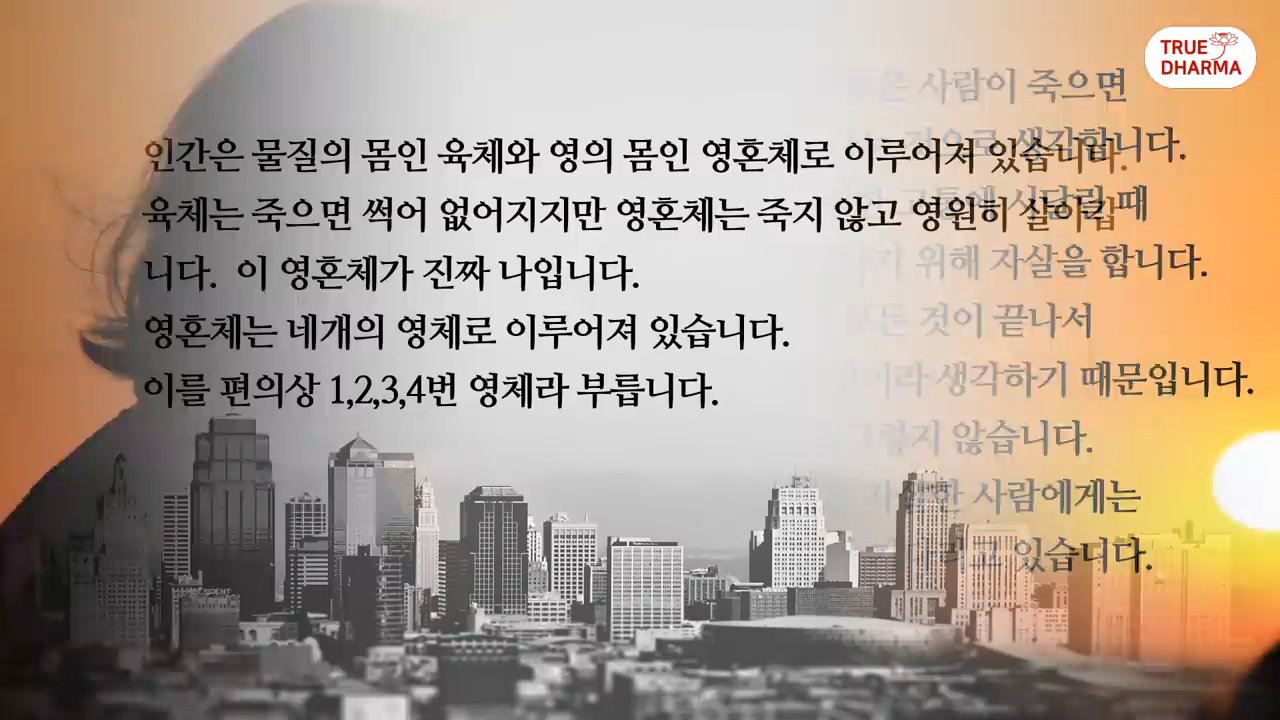 TRUE
DHARMA
인간은 물질의 몸인 육체와 영의 몸인 영혼체로 이루어져 있습니다.
육체는 죽으면 썩어 없어지지만 영혼체는 죽지 않고 영원히 살아갑
니다. 이 영혼체가 진짜 나입니다.
영혼체는 네개의 영체로 이루어져 있습니다.
이를 편의상 1,2,3,4번 영체라 부릅니다.
사람이 죽으면
생각합니다.
시달릴 때
위해 자살을 합니다.
것이 끝나서
생각하기 때문입니다.
않습니다.
사람에게는
있습니다.